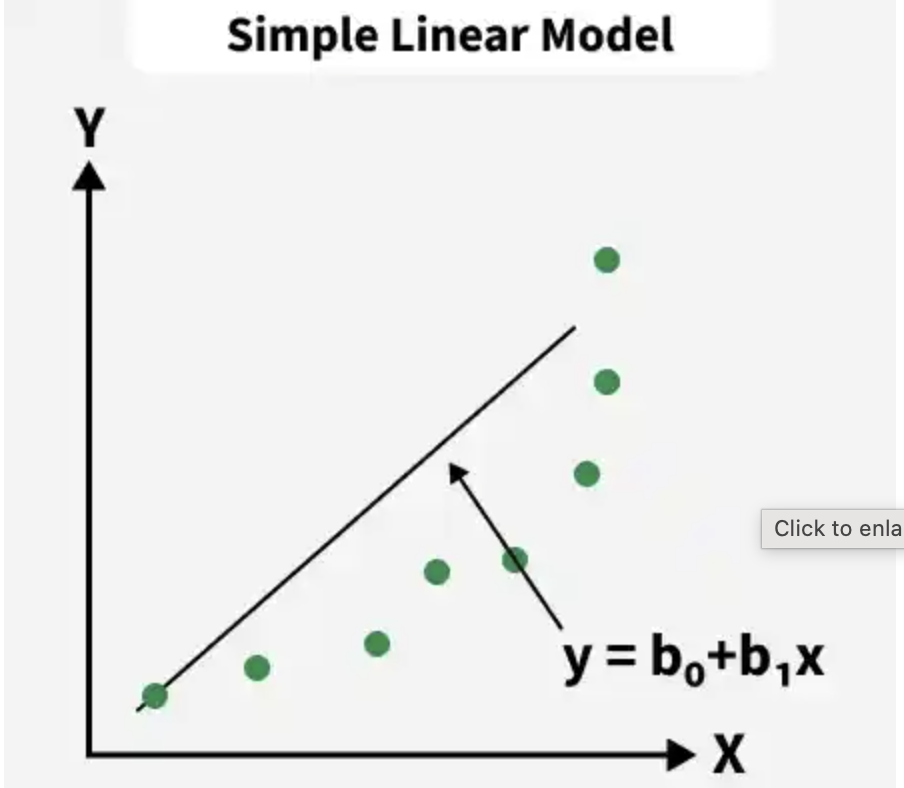 Simple Linear Model
Y
Click to enla
y = b₀+b₁x
X